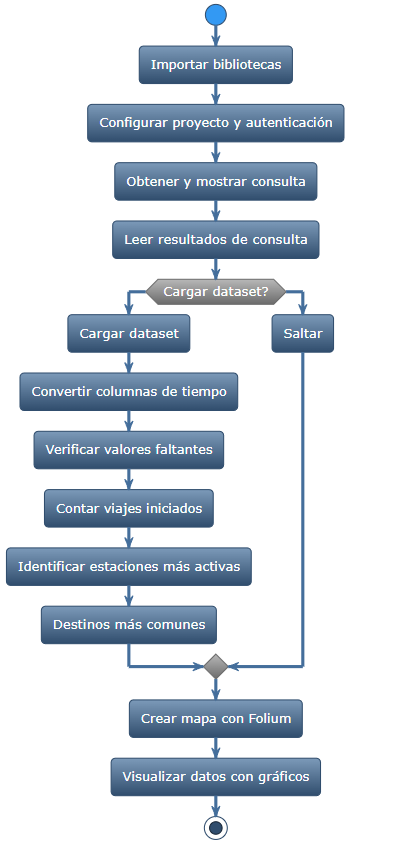 Importar bibliotecas
Configurar proyecto y autenticación
Obtener y mostrar consulta
Leer resultados de consulta
Cargar dataset?
Cargar dataset
Saltar
Convertir columnas de tiempo
Verificar valores faltantes
Contar viajes iniciados
Identificar estaciones más activas
Destinos más comunes
Crear mapa con Folium
Visualizar datos con gráficos